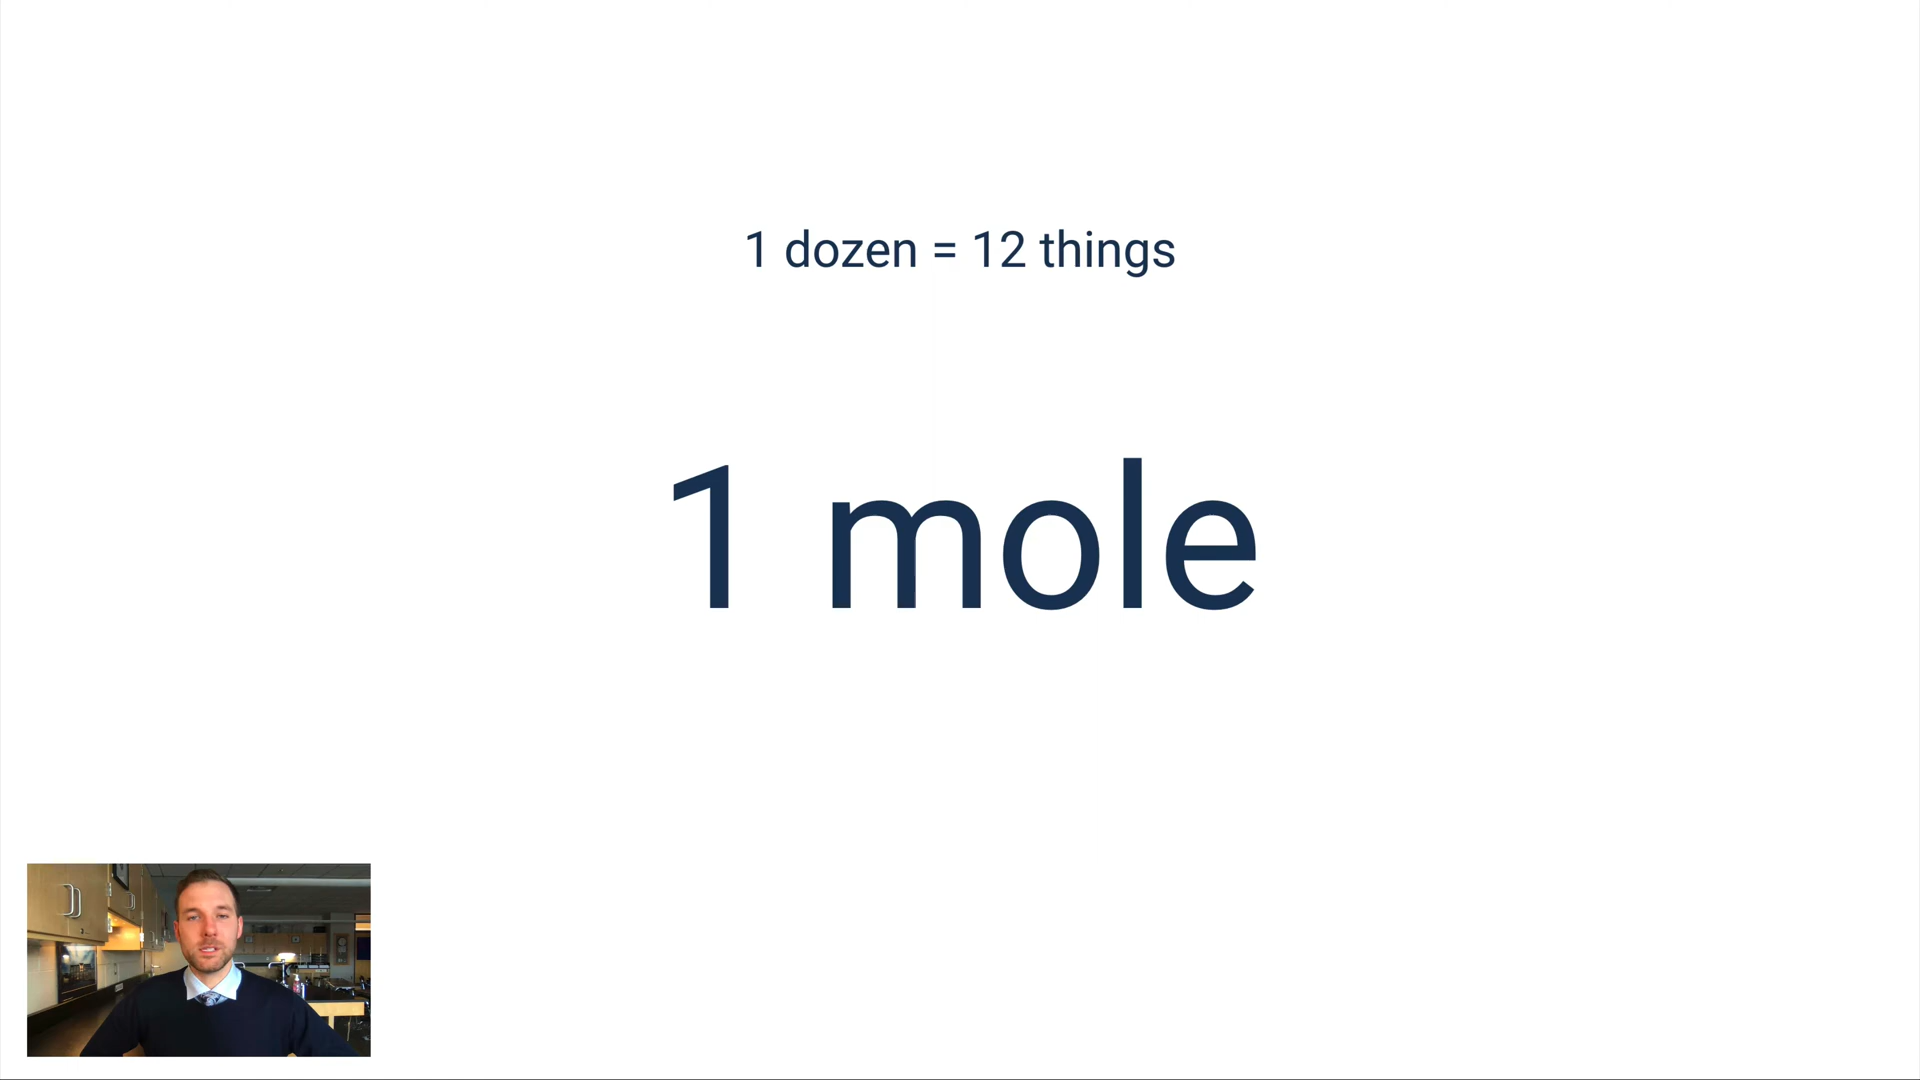 1 dozen = 12 things
1 mole